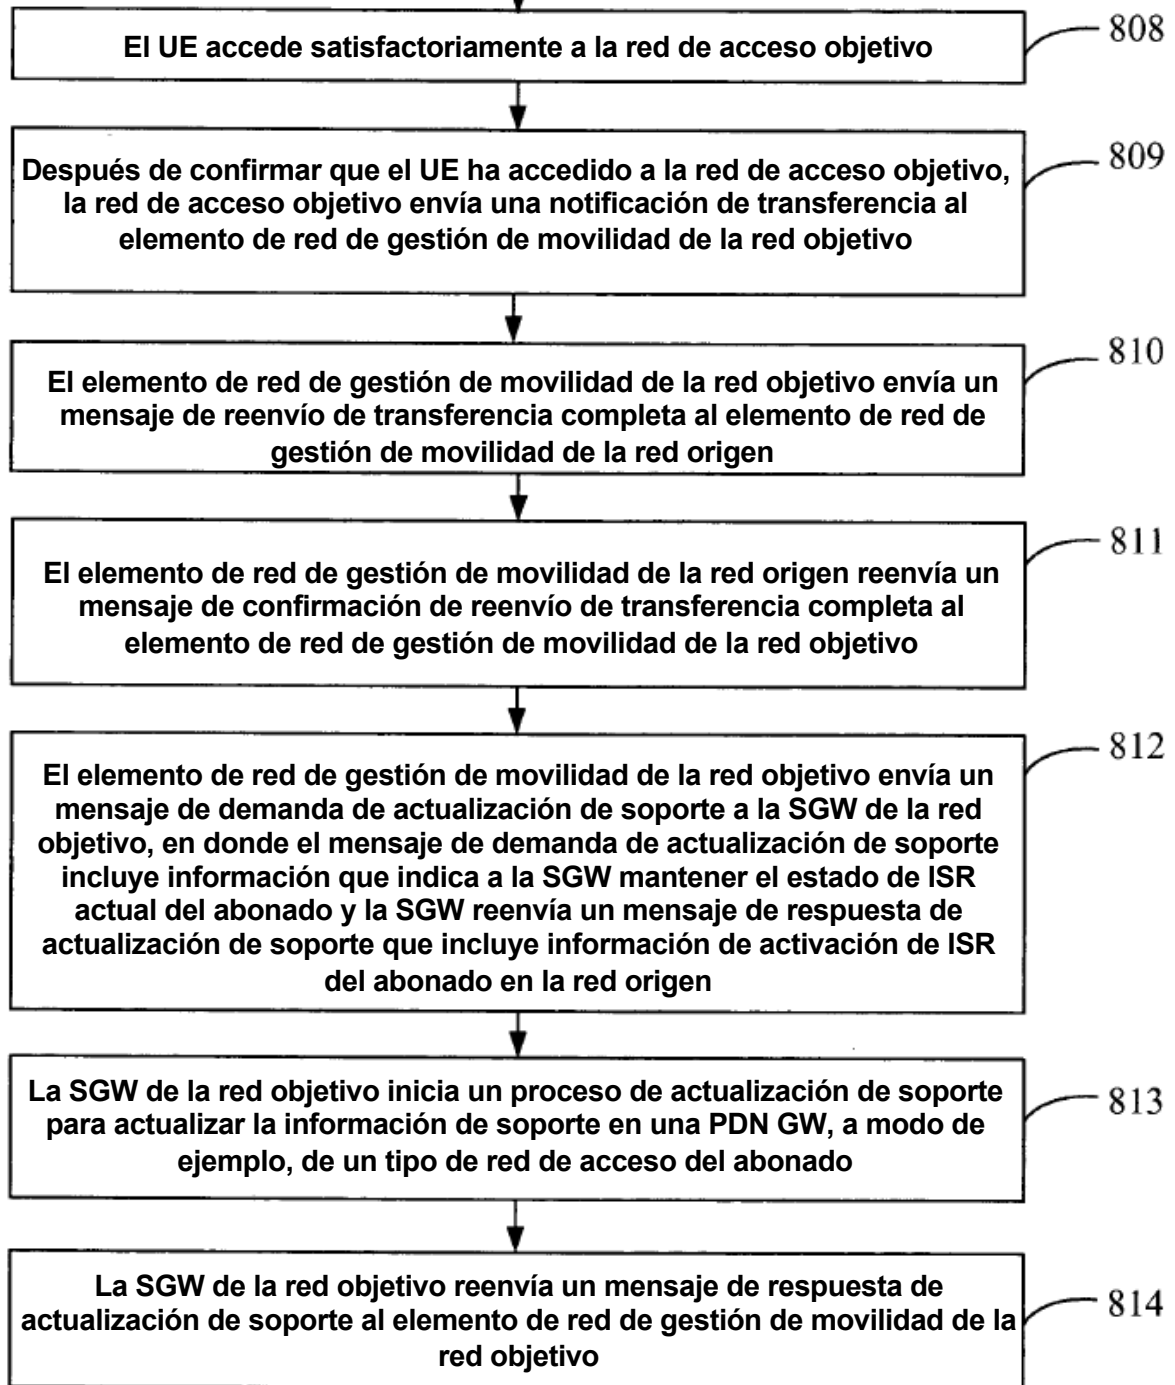 El UE accede satisfactoriamente a la red de acceso objetivo
808
Después de confirmar que el UE ha accedido a la red de acceso objetivo,
la red de acceso objetivo envía una notificación de transferencia al
elemento de red de gestión de movilidad de la red objetivo
809
El elemento de red de gestión de movilidad de la red objetivo envía un
mensaje de reenvío de transferencia completa al elemento de red de
gestión de movilidad de la red origen
810
El elemento de red de gestión de movilidad de la red origen reenvía un
mensaje de confirmación de reenvío de transferencia completa al
elemento de red de gestión de movilidad de la red objetivo
811
El elemento de red de gestión de movilidad de la red objetivo envía un
mensaje de demanda de actualización de soporte a la SGW de la red
objetivo, en donde el mensaje de demanda de actualización de soporte
incluye información que indica a la SGW mantener el estado de ISR
actual del abonado y la SGW reenvía un mensaje de respuesta de
actualización de soporte que incluye información de activación de ISR
del abonado en la red origen
812
La SGW de la red objetivo inicia un proceso de actualización de soporte
para actualizar la información de soporte en una PDN GW, a modo de
ejemplo, de un tipo de red de acceso del abonado
813
La SGW de la red objetivo reenvía un mensaje de respuesta de
actualización de soporte al elemento de red de gestión de movilidad de la
red objetivo
814